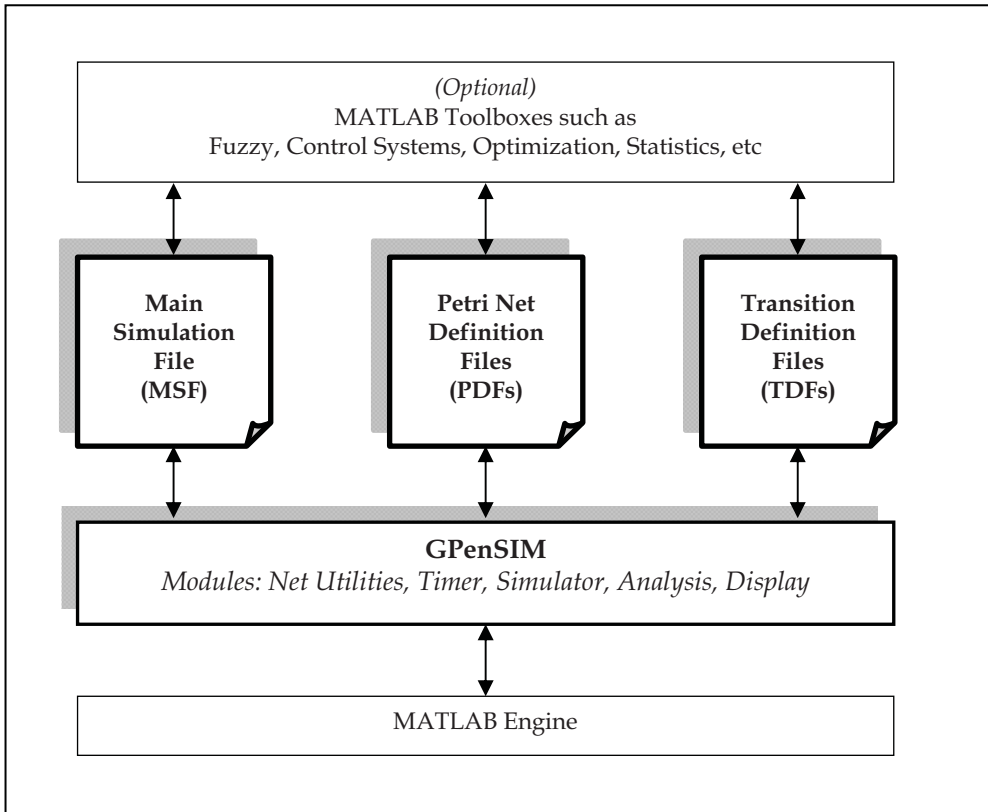 (Optional)
MATLAB Toolboxes such as
Fuzzy, Control Systems, Optimization, Statistics, etc
Main
Simulation
File
(MSF)
Petri Net
Definition
Files
(PDFs)
Transition
Definition
Files
(TDFs)
GPenSIM
Modules: Net Utilities, Timer, Simulator, Analysis, Display
MATLAB Engine